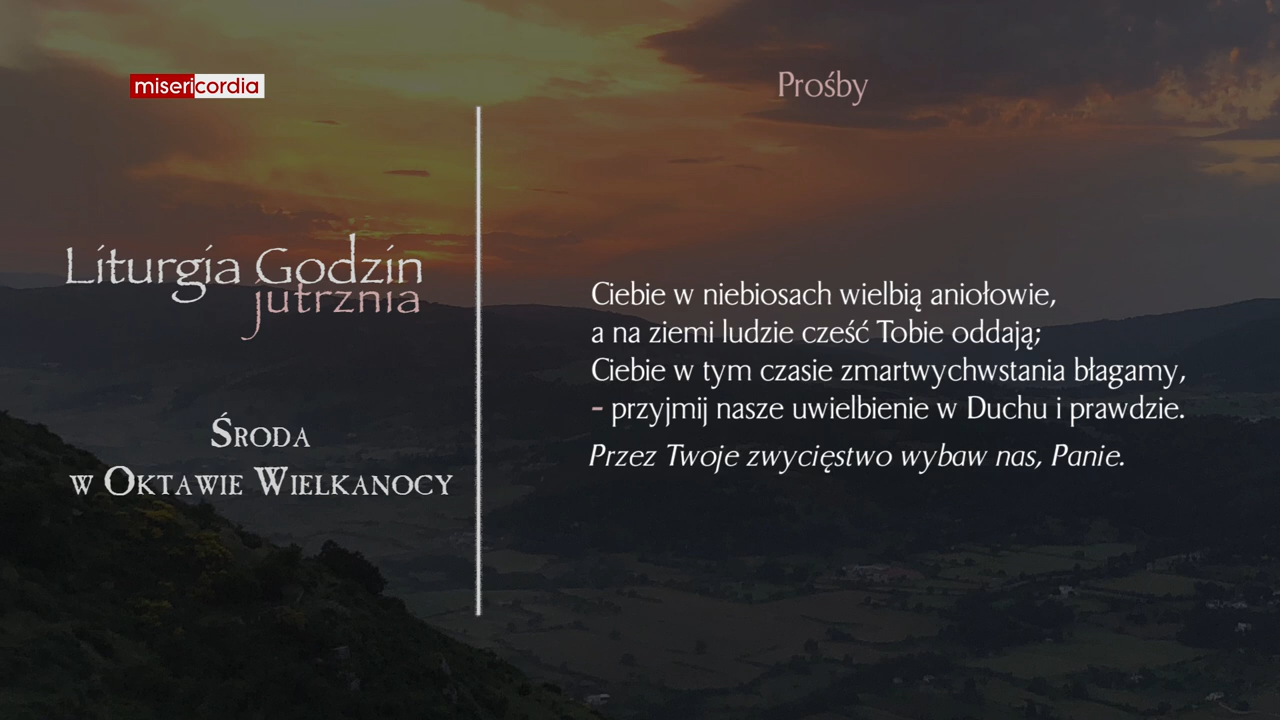 misericordia
Liturgia Godzin
jutrznia
Środa
w Oktawie Wielkanocy
Prośby
Ciebie w niebiosach wielbią aniołowie,
a na ziemi ludzie cześć Tobie oddają;
Ciebie w tym czasie zmartwychwstania błagamy,
- przyjmij nasze uwielbienie w Duchu i prawdzie.
Przez Twoje zwycięstwo wybaw nas, Panie.